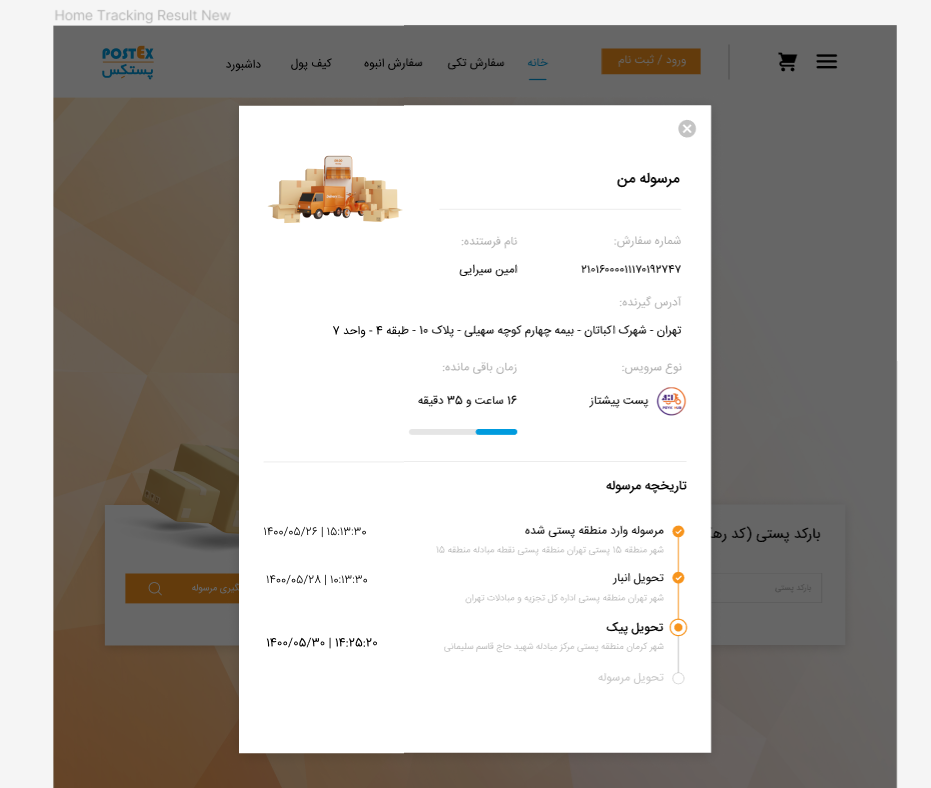 Home Tracking Result New
POSTEX
پستکس
خانه
سفارش تکی
سفارش انبوه
کیف پول
داشبورد
ورود / ثبت نام
مرسوله من
شماره سفارش:
نام فرستنده:
۲۱۰۱۶۰۰۰۰۱۱۱۷۰۱۹۲۷۴۷
امین سیرایی
آدرس گیرنده:
تهران - شهرک اکباتان - بیمه چهارم کوچه سهیلی - پلاک ۱۰ - طبقه ۴ - واحد ۷
نوع سرویس:
زمان باقی مانده:
پست پیشتاز
۱۶ ساعت و ۳۵ دقیقه
تاریخچه مرسوله
مرسوله وارد منطقه پستی شده
۱۴۰۰/۰۵/۲۶ | ۱۵:۱۳:۳۰
شهر منطقه ۱۵ پستی تهران منطقه پستی نقطه مبادله منطقه ۱۵
تحویل انبار
۱۴۰۰/۰۵/۲۸ | ۱۰:۱۳:۳۰
شهر تهران منطقه پستی اداره کل تجزیه و مبادلات تهران
تحویل پیک
۱۴۰۰/۰۵/۳۰ | ۱۴:۲۵:۲۰
شهر کرمان منطقه پستی مرکز مبادله شهید حاج قاسم سلیمانی
تحویل مرسوله
بارکد پستی (کد رهگ
بارکد پستی
گیری مرسوله